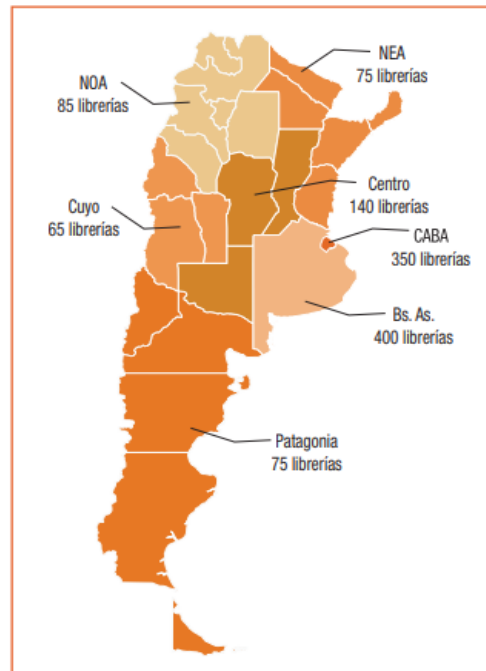 NEA
75 librerías
NOA
85 librerías
Centro
140 librerías
Cuyo
65 librerías
CABA
350 librerías
Bs. As.
400 librerías
Patagonia
75 librerías